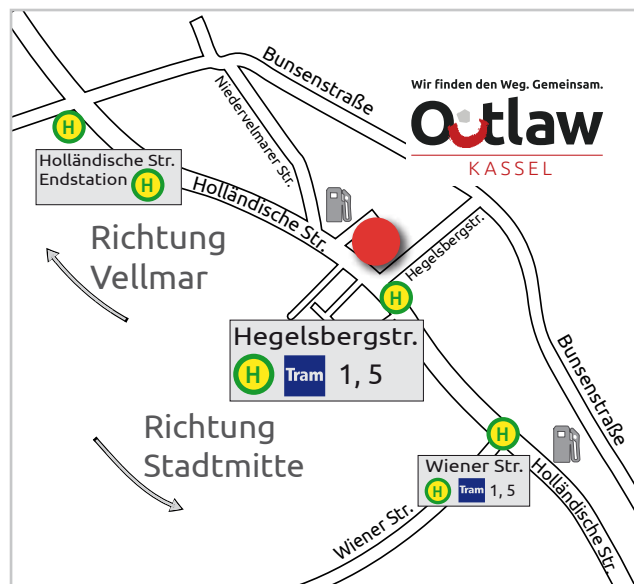 Wir finden den Weg. Gemeinsam.
Outlaw
KASSEL
Bunsenstraße
Niedervelmarer Str.
H
Holländische Str.
Endstation H
Holländische Str.
Richtung
Vellmar
Hegelsbergstr.
H
Hegelsbergstr.
H Tram 1, 5
Bunsenstraße
Richtung
Stadtmitte
H
Wiener Str.
H Tram 1, 5
Holländische Str.
Wiener Str.